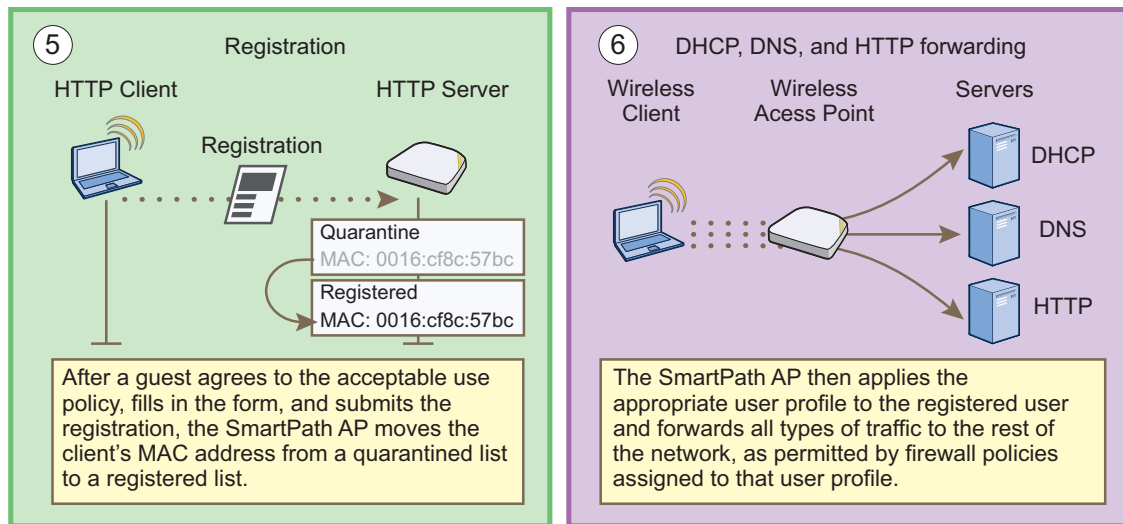 5
Registration
HTTP Client
HTTP Server
Registration
Quarantine
MAC: 0016:cf8c:57bc
Registered
MAC: 0016:cf8c:57bc
After a guest agrees to the acceptable use
policy, fills in the form, and submits the
registration, the SmartPath AP moves the
client's MAC address from a quarantined list
to a registered list.
6
DHCP, DNS, and HTTP forwarding
Wireless
Client
Wireless
Acess Point
Servers
DHCP
DNS
HTTP
The SmartPath AP then applies the
appropriate user profile to the registered user
and forwards all types of traffic to the rest of
the network, as permitted by firewall policies
assigned to that user profile.